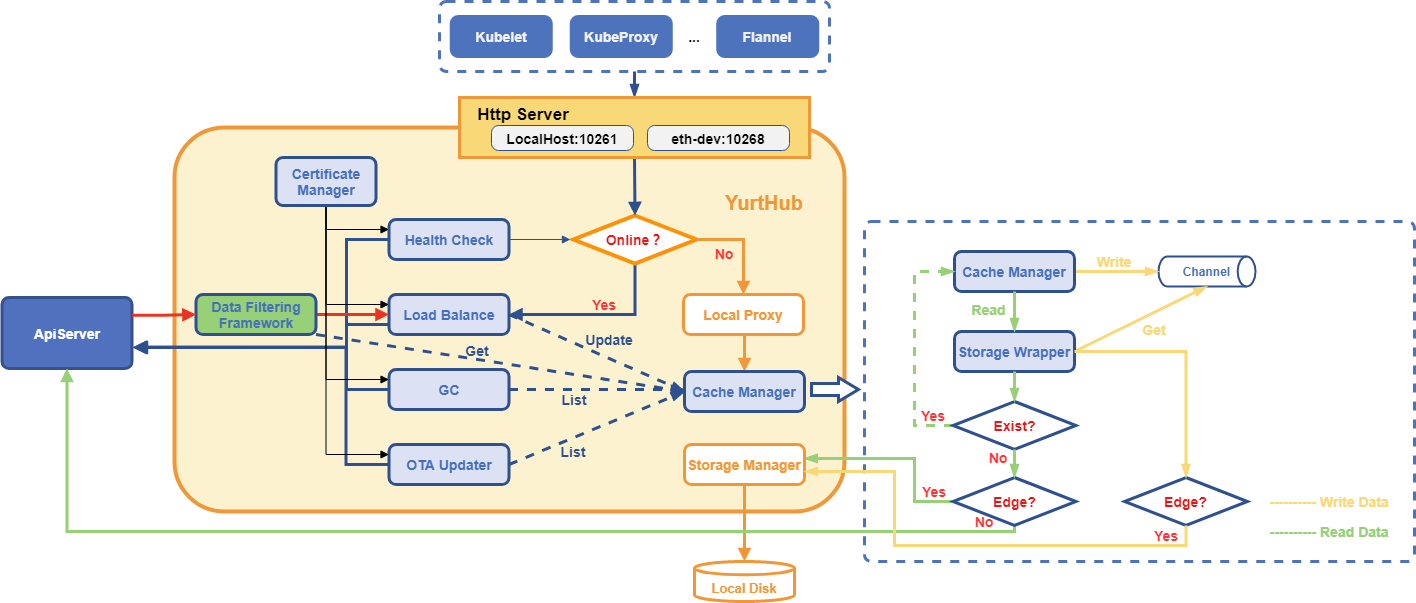 Kubelet
KubeProxy
...
Flannel
Http Server
LocalHost:10261
eth-dev:10268
Certificate
Manager
YurtHub
Health Check
Online ?
No
Yes
ApiServer
Data Filtering
Framework
Load Balance
Local Proxy
Update
Get
GC
List
Cache Manager
OTA Updater
List
Storage Manager
Local Disk
Cache Manager
Write
Channel
Read
Storage Wrapper
Get
Yes
Exist?
No
Yes
Edge?
No
Edge?
Yes
Write Data
Read Data